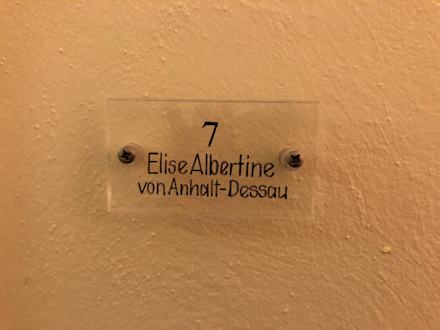 7
Elise Albertine
von Anhalt-Dessau